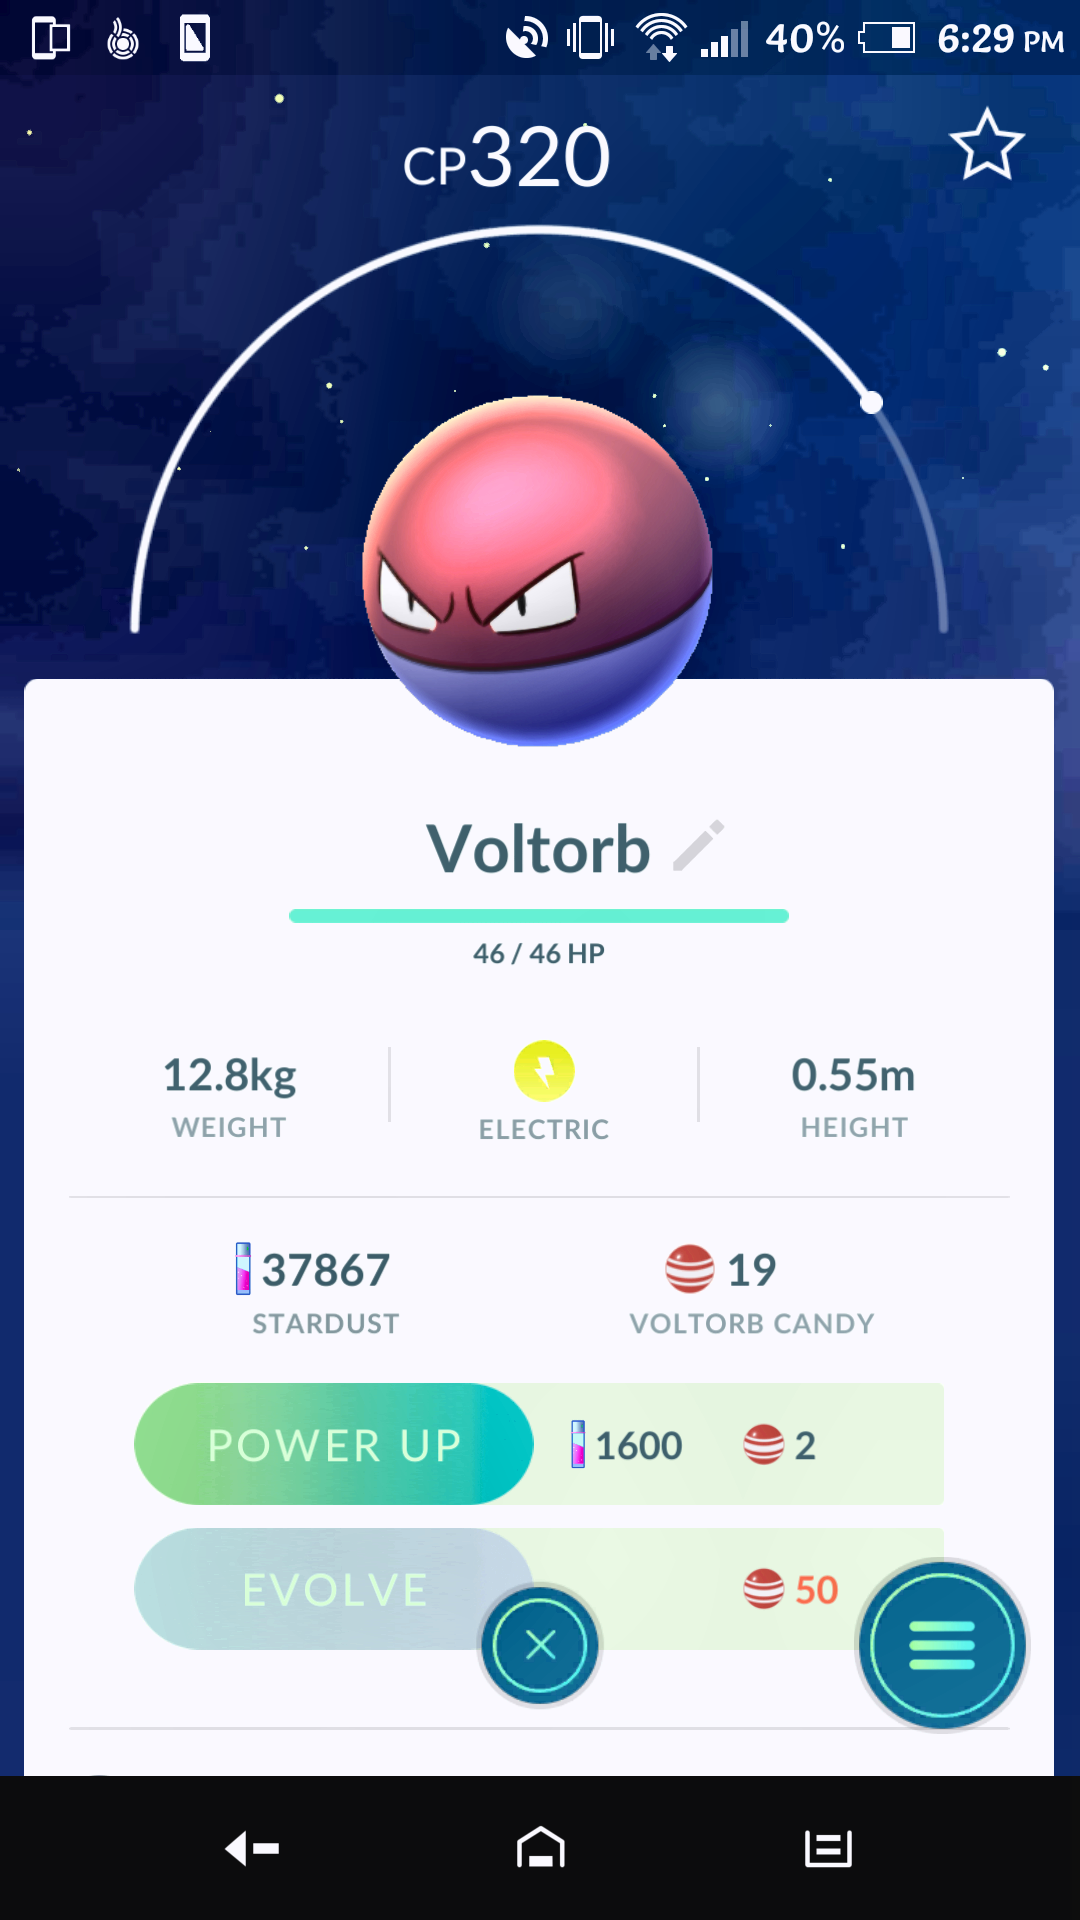 40% 6:29 PM
CP320
Voltorb
46 / 46 HP
12.8kg
WEIGHT
ELECTRIC
0.55m
HEIGHT
37867
STARDUST
19
VOLTORB CANDY
POWER UP 1600 2
EVOLVE 50